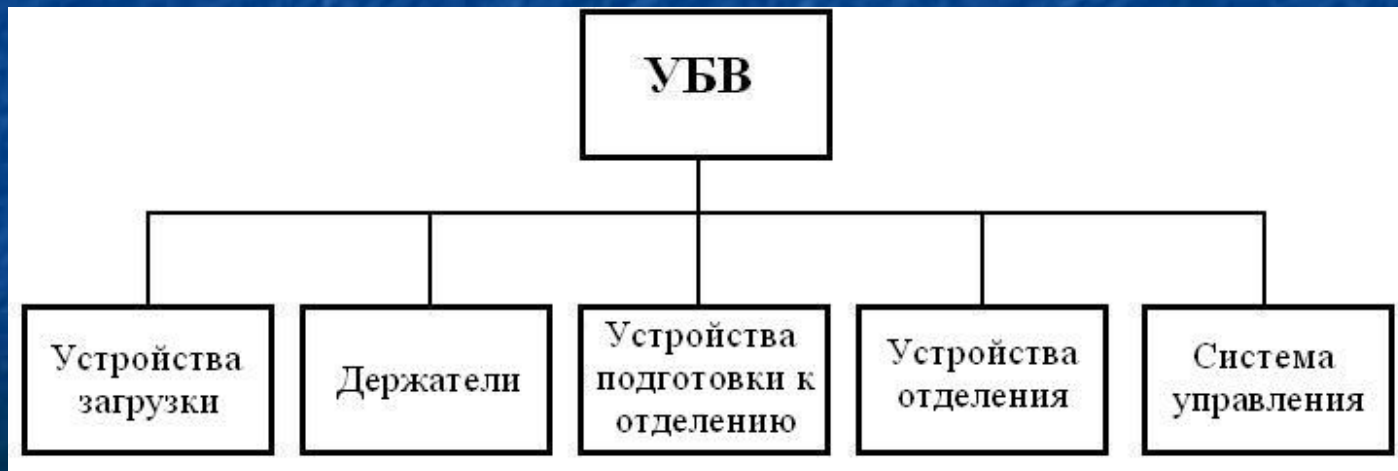 УБВ
Устройства
загрузки
Держатели
Устройства
подготовки к
отделению
Устройства
отделения
Система
управления